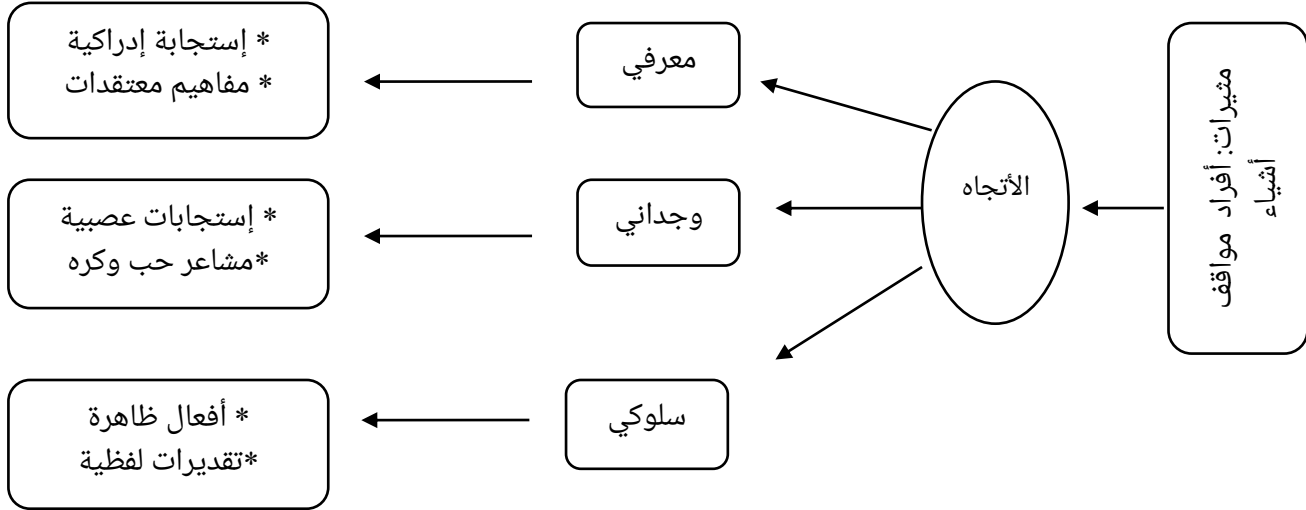 مثيرات: أفراد مواقف
أشياء
الأتجاه
معرفي
* إستجابة إدراكية
* مفاهيم معتقدات
وجداني
* إستجابات عصبية
*مشاعر حب وكره
سلوكي
* أفعال ظاهرة
*تقديرات لفظية